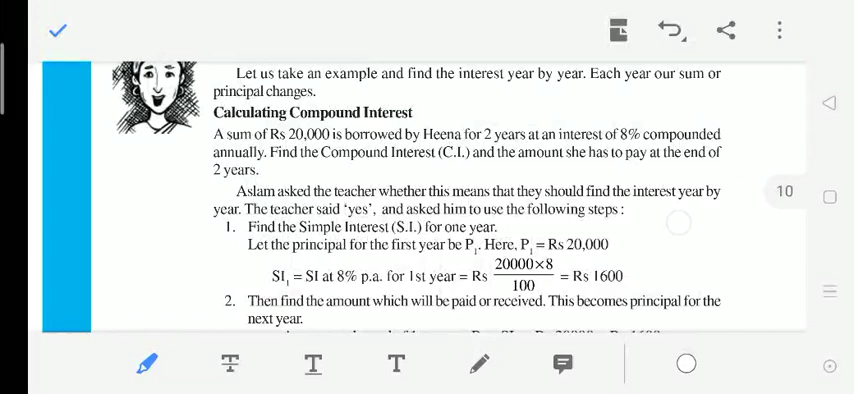 Let us take an example and find the interest year by year. Each year our sum or
principal changes.
Calculating Compound Interest
A sum of Rs 20,000 is borrowed by Heena for 2 years at an interest of 8% compounded
annually. Find the Compound Interest (C.I.) and the amount she has to pay at the end of
2 years.
Aslam asked the teacher whether this means that they should find the interest year by
year. The teacher said ‘yes’, and asked him to use the following steps :
1. Find the Simple Interest (S.I.) for one year.
Let the principal for the first year be P₁. Here, P₁ = Rs 20,000
SI₁ = SI at 8% p.a. for 1st year = Rs 20000×8/100 = Rs 1600
2. Then find the amount which will be paid or received. This becomes principal for the
next year.
10
T T T